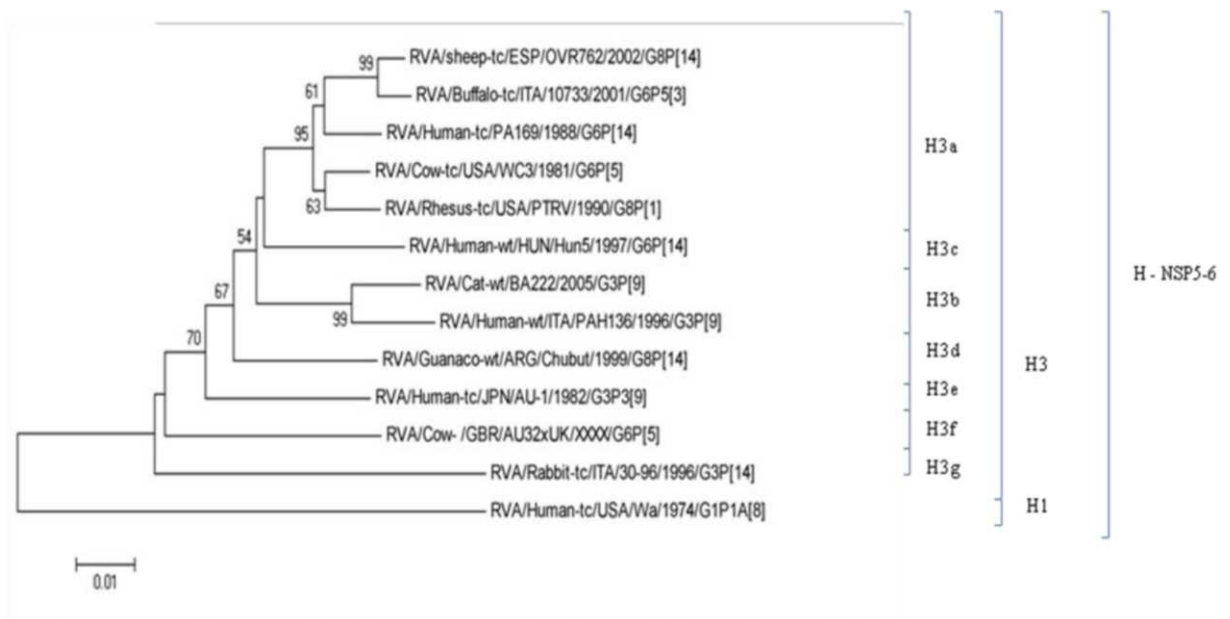 99
RVA/sheep-tc/ESP/OVR762/2002/G8P[14]
61
RVA/Buffalo-tc/ITA/10733/2001/G6P5[3]
95
RVA/Human-tc/PA169/1988/G6P[14]
H3a
RVA/Cow-tc/USA/WC3/1981/G6P[5]
63
RVA/Rhesus-tc/USA/PTRV/1990/G8P[1]
54
RVA/Human-wt/HUN/Hun5/1997/G6P[14]
H3c
H - NSP5-6
RVA/Cat-wt/BA222/2005/G3P[9]
67
H3b
99
RVA/Human-wt/ITA/PAH136/1996/G3P[9]
70
RVA/Guanaco-wt/ARG/Chubut/1999/G8P[14]
H3d
H3
RVA/Human-tc/JPN/AU-1/1982/G3P3[9]
H3e
RVA/Cow- /GBR/AU32xUK/XXXX/G6P[5]
H3f
RVA/Rabbit-tc/ITA/30-96/1996/G3P[14]
H3g
RVA/Human-tc/USA/Wa/1974/G1P1A[8]
H1
0.01